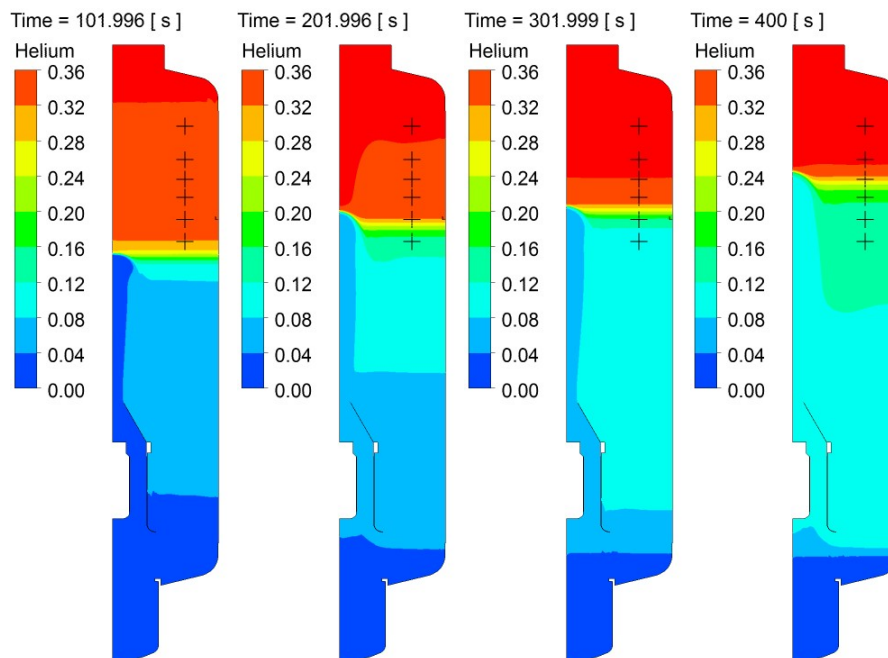 Time = 101.996 [ s ] Time = 201.996 [ s ] Time = 301.999 [ s ] Time = 400 [ s ]
Helium Helium Helium Helium
0.36 0.36 0.36 0.36
0.32 0.32 0.32 0.32
0.28 0.28 0.28 0.28
0.24 0.24 0.24 0.24
0.20 0.20 0.20 0.20
0.16 0.16 0.16 0.16
0.12 0.12 0.12 0.12
0.08 0.08 0.08 0.08
0.04 0.04 0.04 0.04
0.00 0.00 0.00 0.00